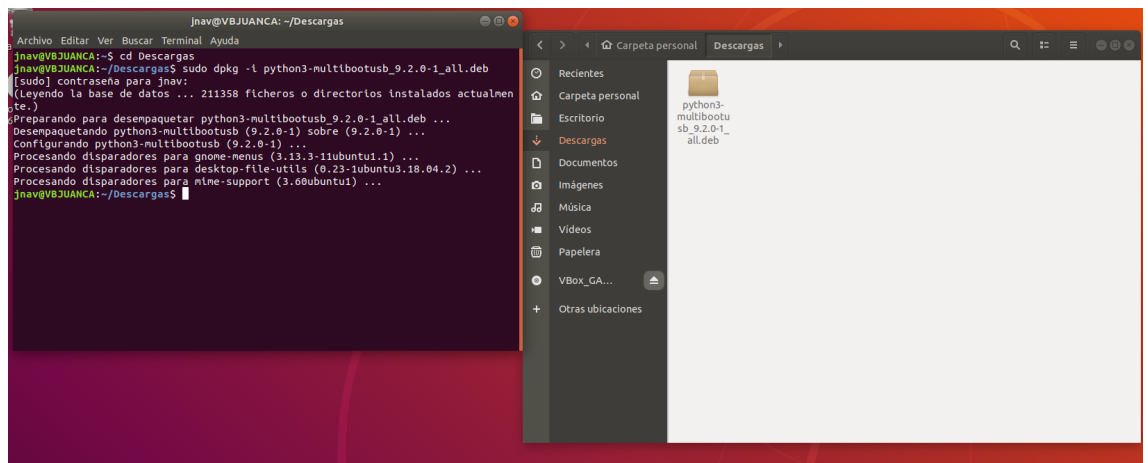 jnav@VBJUANCA: ~/Descargas
Archivo Editar Ver Buscar Terminal Ayuda
jnav@VBJUANCA:~$ cd Descargas
jnav@VBJUANCA:~/Descargas$ sudo dpkg -i python3-multibootusb_9.2.0-1_all.deb
[sudo] contraseña para jnav:
(Leyendo la base de datos ... 211358 ficheros o directorios instalados actualmen
te.)
Preparando para desempaquetar python3-multibootusb_9.2.0-1_all.deb ...
Desempaquetando python3-multibootusb (9.2.0-1) sobre (9.2.0-1) ...
Configurando python3-multibootusb (9.2.0-1) ...
Procesando disparadores para gnome-menus (3.13.3-11ubuntu1.1) ...
Procesando disparadores para desktop-file-utils (0.23-1ubuntu3.18.04.2) ...
Procesando disparadores para mime-support (3.60ubuntu1) ...
jnav@VBJUANCA:~/Descargas$
Carpeta personal Descargas
Recientes
Carpeta personal
Escritorio
Descargas
Documentos
Imágenes
Música
Vídeos
Papelera
VBox_GA...
Otras ubicaciones
python3-
multibootu
sb_9.2.0-1_
all.deb